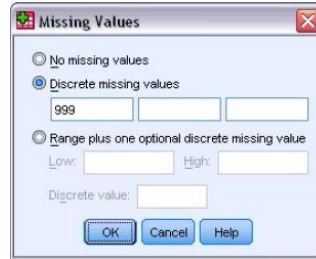 Missing Values
No missing values
Discrete missing values
999
Range plus one optional discrete missing value
Low: High:
Discrete value:
OK Cancel Help